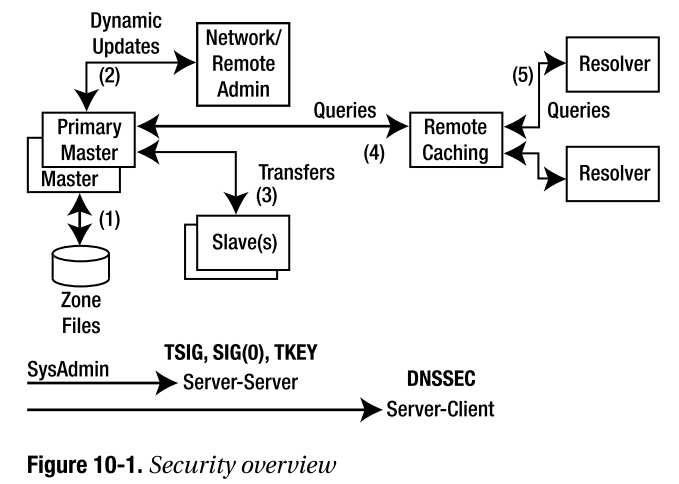 Dynamic
Updates
(2)
Network/
Remote
Admin
(5)
Resolver
Queries
Queries
Primary
Master
Remote
Caching
(4)
Master
Transfers
(3)
Resolver
(1)
Slave(s)
Zone
Files
TSIG, SIG(0), TKEY
SysAdmin
Server-Server
DNSSEC
Server-Client
Figure 10-1. Security overview